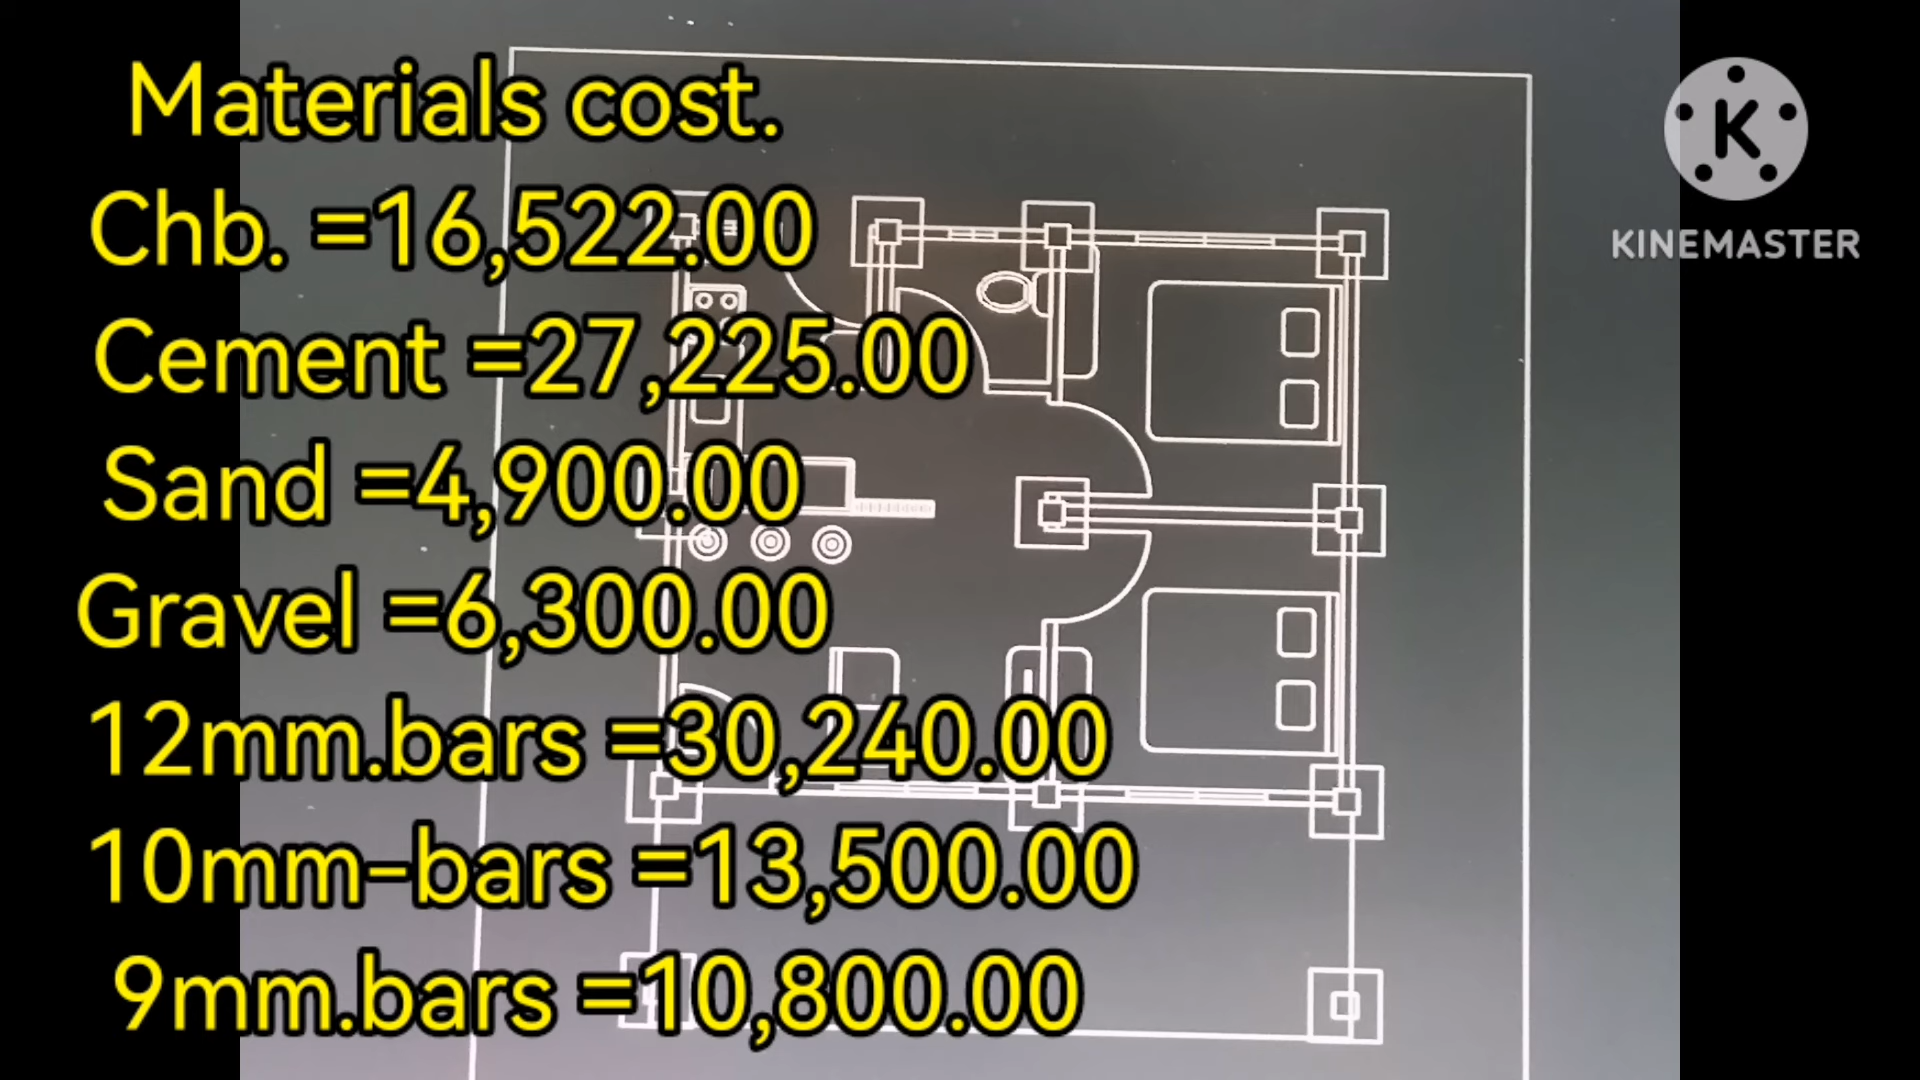 Materials cost.
Chb. =16,522.00
Cement =27,225.00
Sand =4,900.00
Gravel =6,300.00
12mm.bars =30,240.00
10mm-bars =13,500.00
9mm.bars =10,800.00
K
KINEMASTER